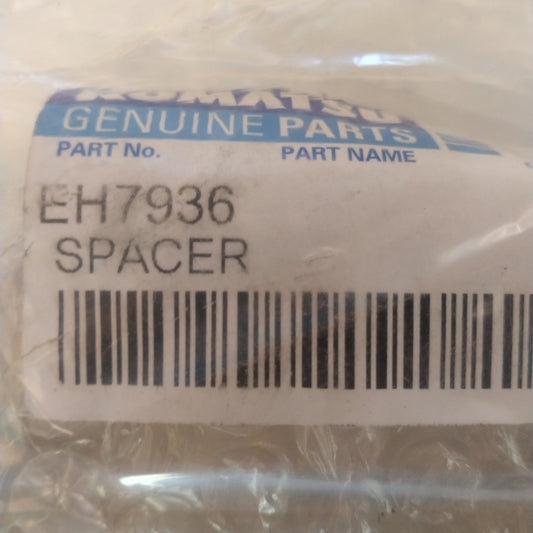 KOMATSU
GENUINE PARTS
PART No. PART NAME
EH7936
SPACER